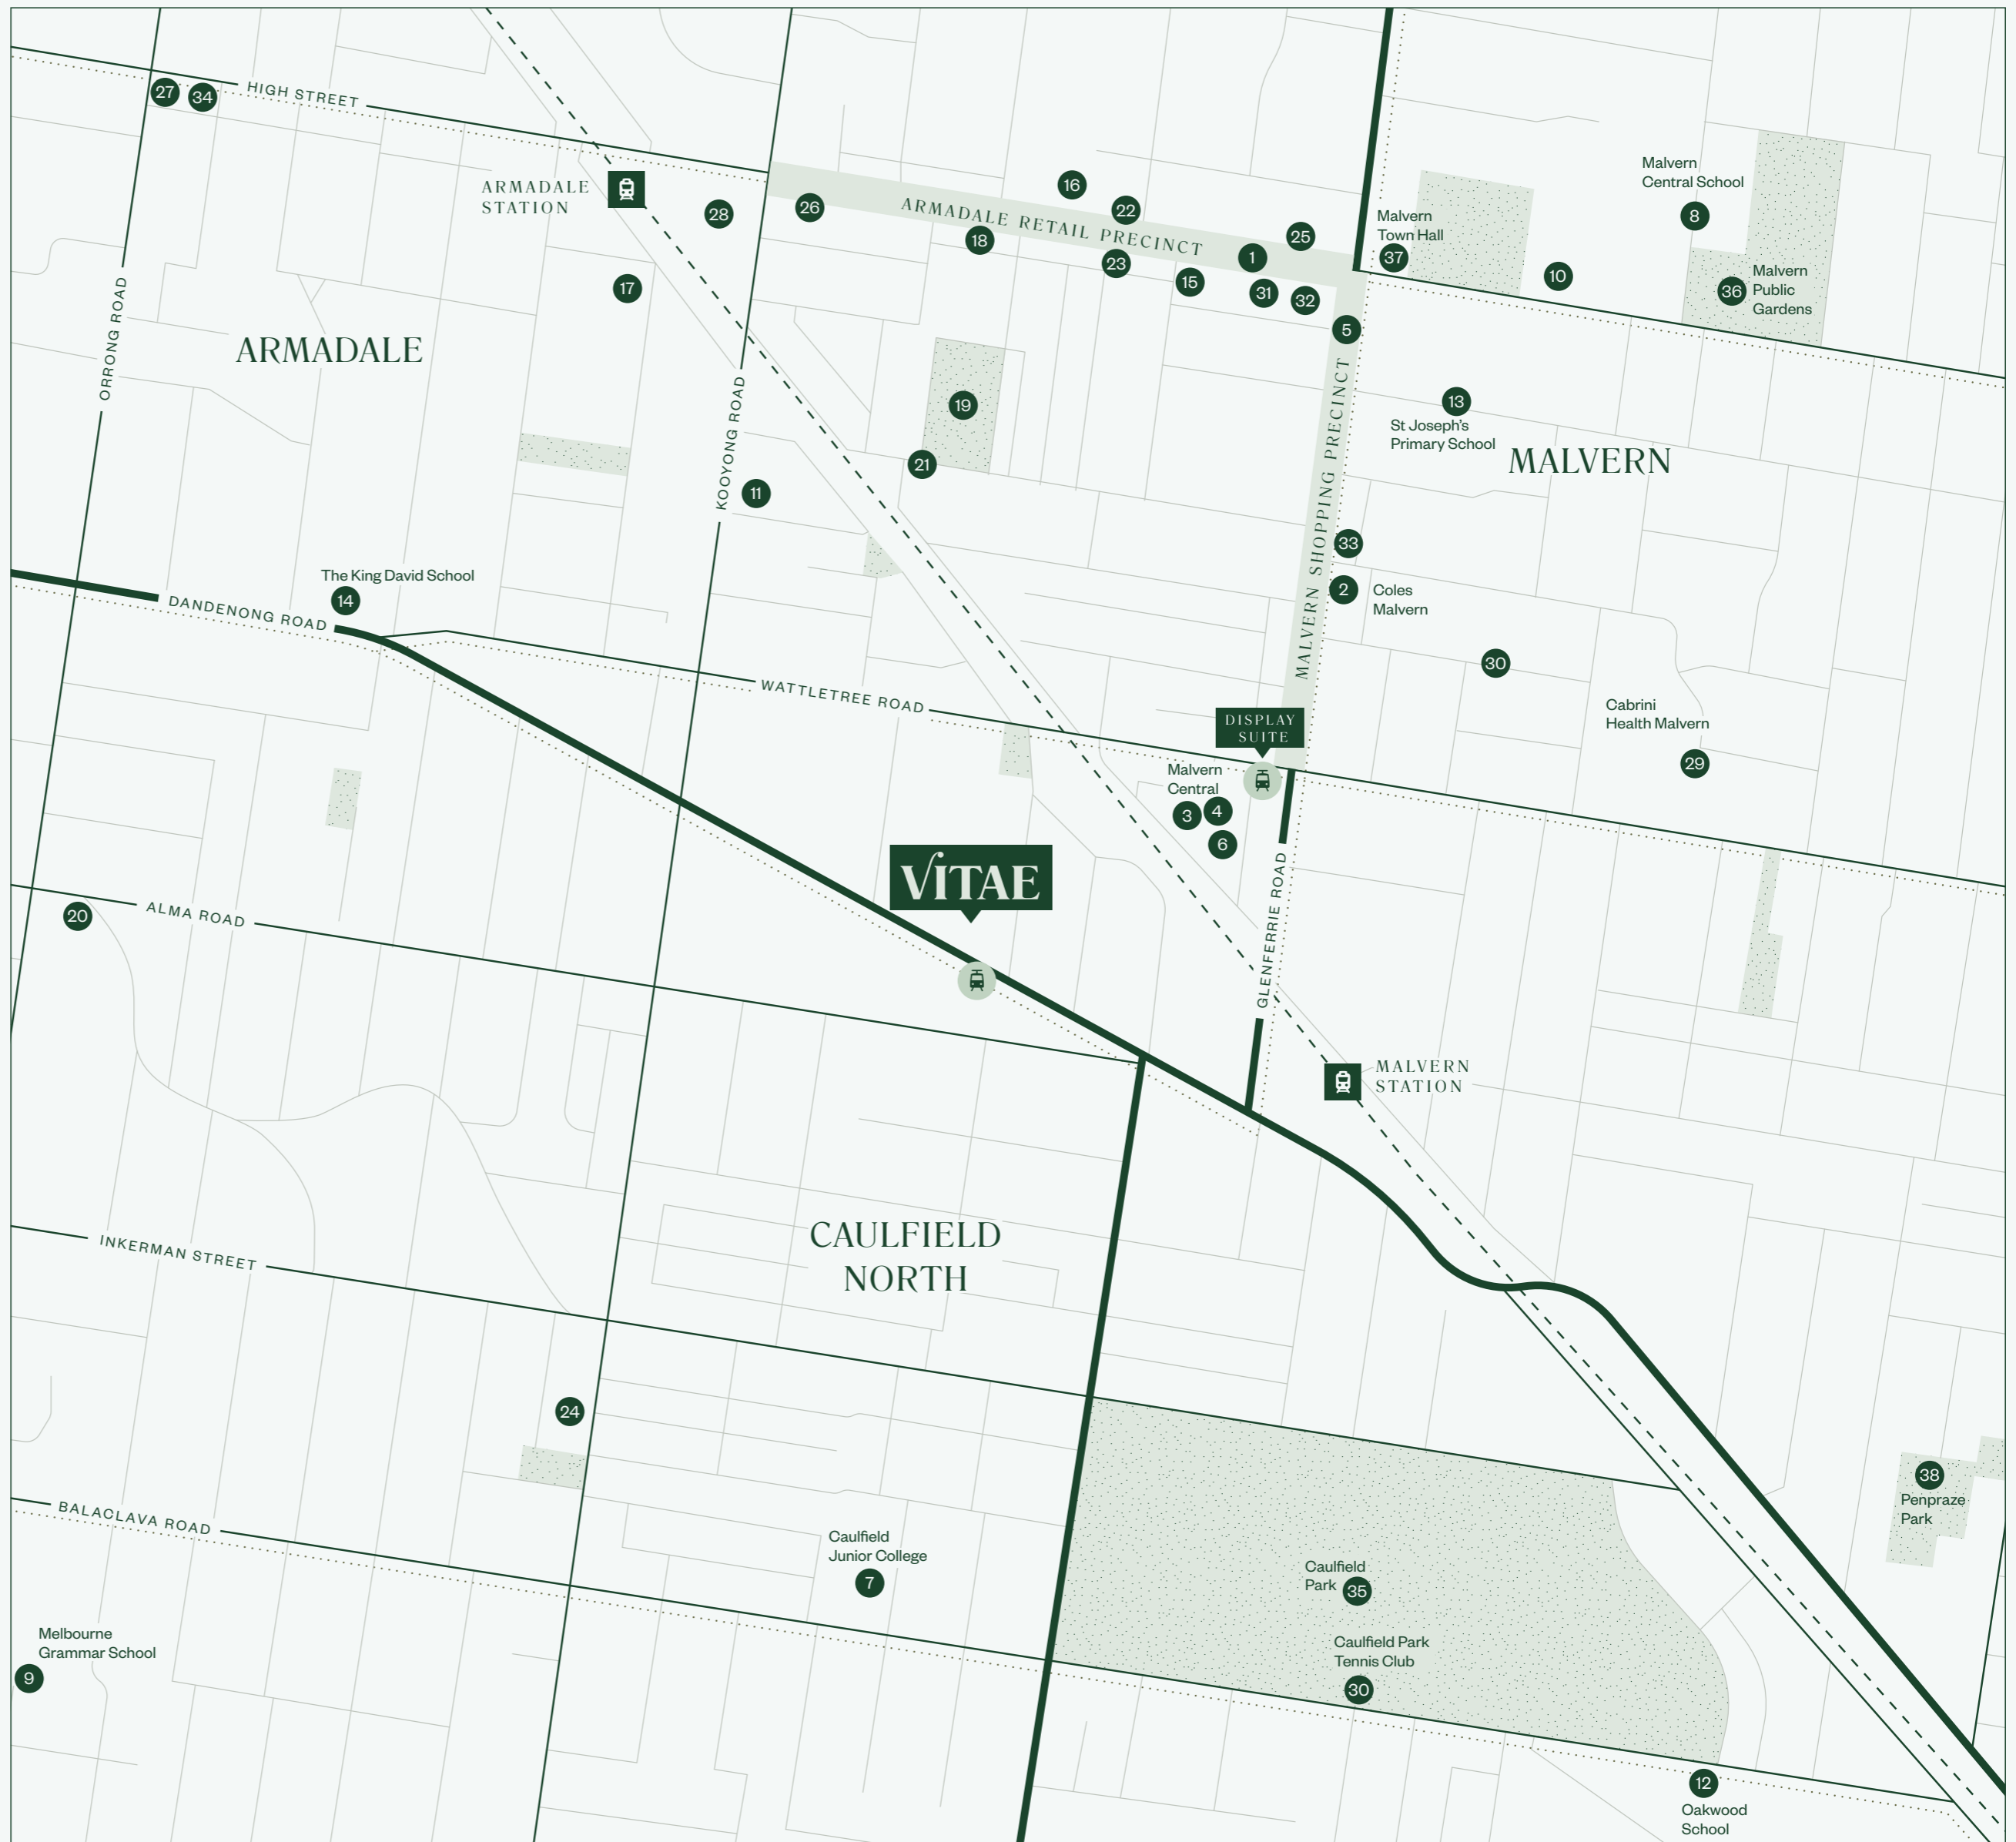 27
34
HIGH STREET
ARMADALE
STATION
28
26
16
22
ARMADALE RETAIL PRECINCT
18
23
15
1
25
31
32
5
Malvern
Town Hall
37
10
Malvern
Central School
8
36
Malvern
Public
Gardens
17
ORRONG ROAD
ARMADALE
KOOYONG ROAD
19
21
11
MALVERN SHOPPING PRECINCT
13
St Joseph's
Primary School
MALVERN
33
2
Coles
Malvern
The King David School
14
DANDENONG ROAD
WATTLETREE ROAD
30
Cabrini
Health Malvern
29
DISPLAY
SUITE
Malvern
Central
3
4
6
VITAE
GLENFERRIE ROAD
20
ALMA ROAD
MALVERN
STATION
INKERMAN STREET
CAULFIELD
NORTH
24
BALACLAVA ROAD
Caulfield
Junior College
7
Caulfield
Park
35
38
Penpraze
Park
Melbourne
Grammar School
9
Caulfield Park
Tennis Club
30
12
Oakwood
School